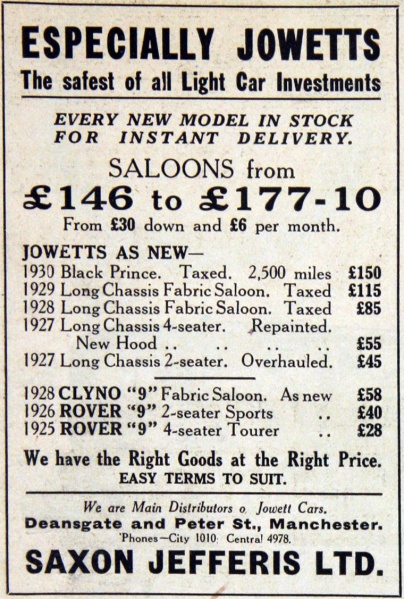 ESPECIALLY JOWETTS
The safest of all Light Car Investments
EVERY NEW MODEL IN STOCK
FOR INSTANT DELIVERY.
SALOONS from
£146 to £177-10
From £30 down and £6 per month.
JOWETTS AS NEW—
1930 Black Prince. Taxed. 2,500 miles £150
1929 Long Chassis Fabric Saloon. Taxed £115
1928 Long Chassis Fabric Saloon. Taxed £85
1927 Long Chassis 4-seater. Repainted.
New Hood .. .. .. .. £55
1927 Long Chassis 2-seater. Overhauled. £45
1928 CLYNO "9" Fabric Saloon. As new £58
1926 ROVER "9" 2-seater Sports .. £40
1925 ROVER "9" 4-seater Tourer .. £28
We have the Right Goods at the Right Price.
EASY TERMS TO SUIT.
We are Main Distributors o Jowett Cars.
Deansgate and Peter St., Manchester.
'Phones—City 1010; Central 4978.
SAXON JEFFERIS LTD.